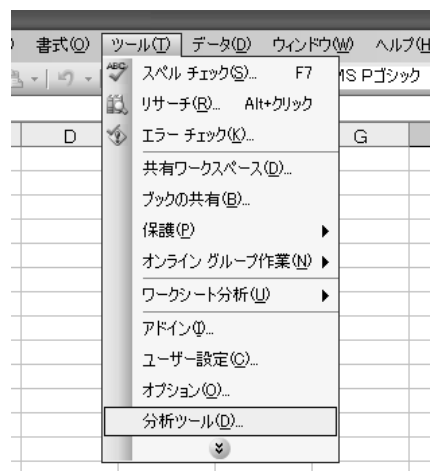 ) 書式(O) ツール(T) データ(D) ウィンドウ(W) ヘルプ(H
MS Pゴシック
D G
スペル チェック(S)... F7
リサーチ(R)... Alt+クリック
エラー チェック(K)...
共有ワークスペース(D)...
ブックの共有(B)...
保護(P)
オンライン グループ作業(N)
ワークシート分析(U)
アドイン(I)...
ユーザー設定(C)...
オプション(O)...
分析ツール(D)...